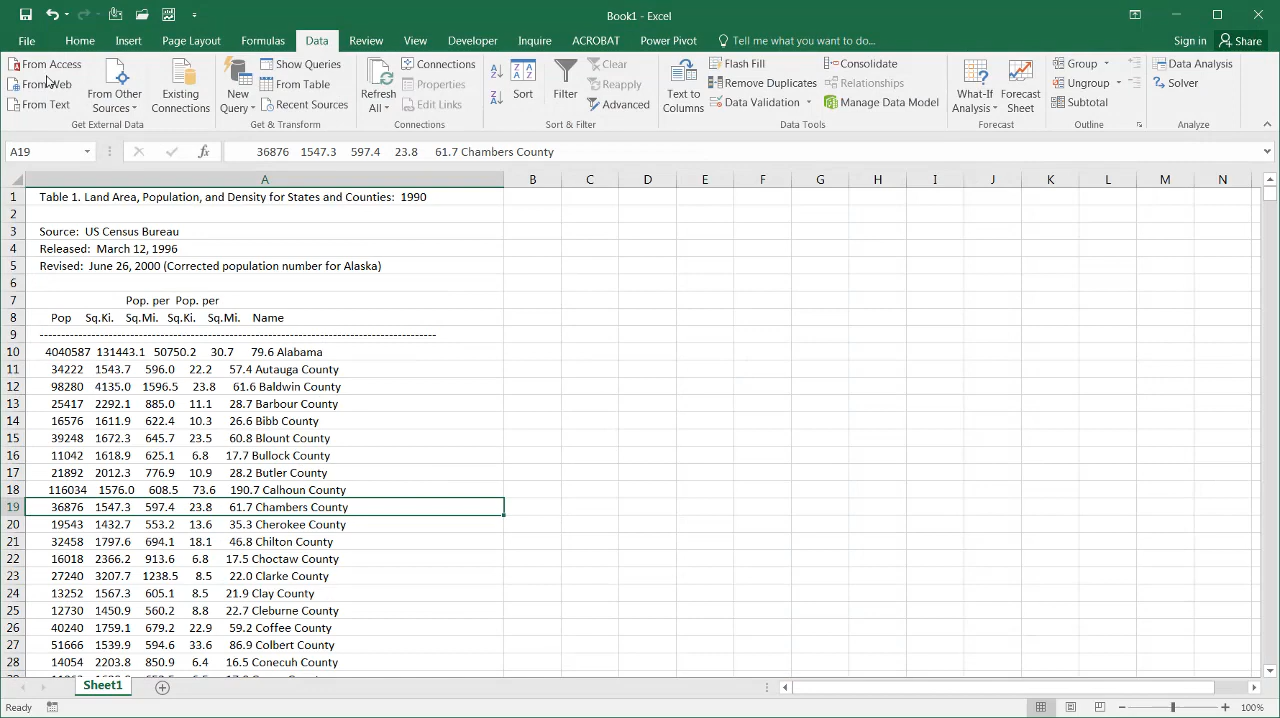 Book1 - Excel
File Home Insert Page Layout Formulas Data Review View Developer Inquire ACROBAT Power Pivot Tell me what you want to do... Sign in Share
From Access
From Web
From Text
From Other Sources
Existing Connections
Get External Data
New Query
Show Queries
From Table
Recent Sources
Get & Transform
Refresh All
Connections
Properties
Edit Links
Connections
Sort
Filter
Clear
Reapply
Advanced
Sort & Filter
Text to Columns
Flash Fill
Remove Duplicates
Data Validation
Consolidate
Relationships
Manage Data Model
Data Tools
What-If Analysis
Forecast Sheet
Forecast
Group
Ungroup
Subtotal
Outline
Data Analysis
Solver
Analyze
A19 fx 36876 1547.3 597.4 23.8 61.7 Chambers County
A B C D E F G H I J K L M N
1 Table 1. Land Area, Population, and Density for States and Counties: 1990
2
3 Source: US Census Bureau
4 Released: March 12, 1996
5 Revised: June 26, 2000 (Corrected population number for Alaska)
6
7 Pop. per Pop. per
8 Pop Sq.Ki. Sq.Mi. Sq.Ki. Sq.Mi. Name
9 ------------------------------------------------------------------------------------------
10 4040587 131443.1 50750.2 30.7 79.6 Alabama
11 34222 1543.7 596.0 22.2 57.4 Autauga County
12 98280 4135.0 1596.5 23.8 61.6 Baldwin County
13 25417 2292.1 885.0 11.1 28.7 Barbour County
14 16576 1611.9 622.4 10.3 26.6 Bibb County
15 39248 1672.3 645.7 23.5 60.8 Blount County
16 11042 1618.9 625.1 6.8 17.7 Bullock County
17 21892 2012.3 776.9 10.9 28.2 Butler County
18 116034 1576.0 608.5 73.6 190.7 Calhoun County
19 36876 1547.3 597.4 23.8 61.7 Chambers County
20 19543 1432.7 553.2 13.6 35.3 Cherokee County
21 32458 1797.6 694.1 18.1 46.8 Chilton County
22 16018 2366.2 913.6 6.8 17.5 Choctaw County
23 27240 3207.7 1238.5 8.5 22.0 Clarke County
24 13252 1567.3 605.1 8.5 21.9 Clay County
25 12730 1450.9 560.2 8.8 22.7 Cleburne County
26 40240 1759.1 679.2 22.9 59.2 Coffee County
27 51666 1539.9 594.6 33.6 86.9 Colbert County
28 14054 2203.8 850.9 6.4 16.5 Conecuh County
Sheet1
Ready 100%